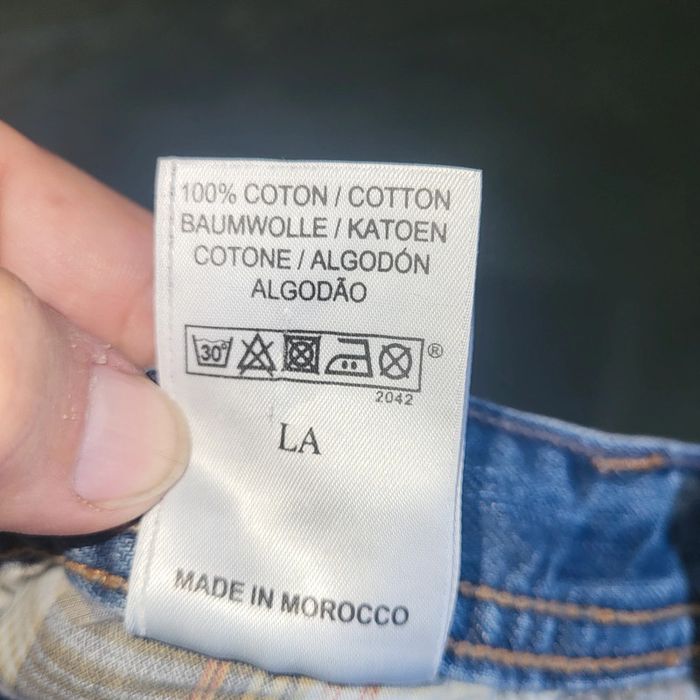 100% COTON / COTTON
BAUMWOLLE / KATOEN
COTONE / ALGODÓN
ALGODÃO
30° ®
2042
LA
MADE IN MOROCCO